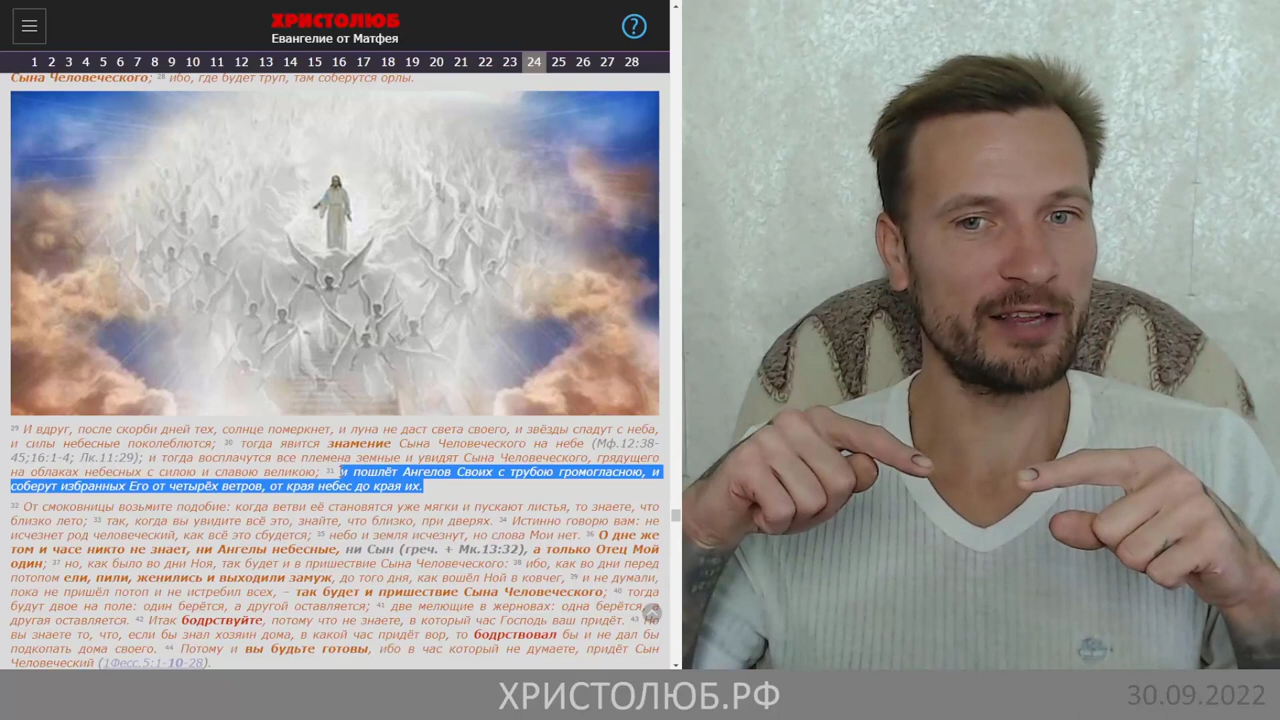 ХРИСТОЛЮБ
Евангелие от Матфея
1 2 3 4 5 6 7 8 9 10 11 12 13 14 15 16 17 18 19 20 21 22 23 24 25 26 27 28
Сына Человеческого; 28 ибо, где будет труп, там соберутся орлы.
29 И вдруг, после скорби дней тех, солнце померкнет, и луна не даст света своего, и звёзды спадут с неба,
и силы небесные поколеблются; 30 тогда явится знамение Сына Человеческого на небе (Мф.12:38-
45;16:1-4; Лк.11:29); и тогда восплачутся все племена земные и увидят Сына Человеческого, грядущего
на облаках небесных с силою и славою великою; 31 и пошлёт Ангелов Своих с трубою громогласною, и
соберут избранных Его от четырёх ветров, от края небес до края их.
32 От смоковницы возьмите подобие: когда ветви её становятся уже мягки и пускают листья, то знаете, что
близко лето; 33 так, когда вы увидите всё это, знайте, что близко, при дверях. 34 Истинно говорю вам: не
исчезнет род человеческий, как всё это сбудется; 35 небо и земля исчезнут, но слова Мои нет. 36 О дне же
том и часе никто не знает, ни Ангелы небесные, ни Сын (греч. + Мк.13:32), а только Отец Мой
один; 37 но, как было во дни Ноя, так будет и в пришествие Сына Человеческого: 38 ибо, как во дни перед
потопом ели, пили, женились и выходили замуж, до того дня, как вошёл Ной в ковчег, 39 и не думали,
пока не пришёл потоп и не истребил всех, – так будет и пришествие Сына Человеческого; 40 тогда
будут двое на поле: один берётся, а другой оставляется; 41 две мелющие в жерновах: одна берётся, а
другая оставляется. 42 Итак бодрствуйте, потому что не знаете, в который час Господь ваш придёт. 43 Но
вы знаете то, что, если бы знал хозяин дома, в какой час придёт вор, то бодрствовал бы и не дал бы
подкопать дома своего. 44 Потому и вы будьте готовы, ибо в час который не думаете, придёт Сын
Человеческий (1Фесс.5:1-10-28).
ХРИСТОЛЮБ.РФ
30.09.2022